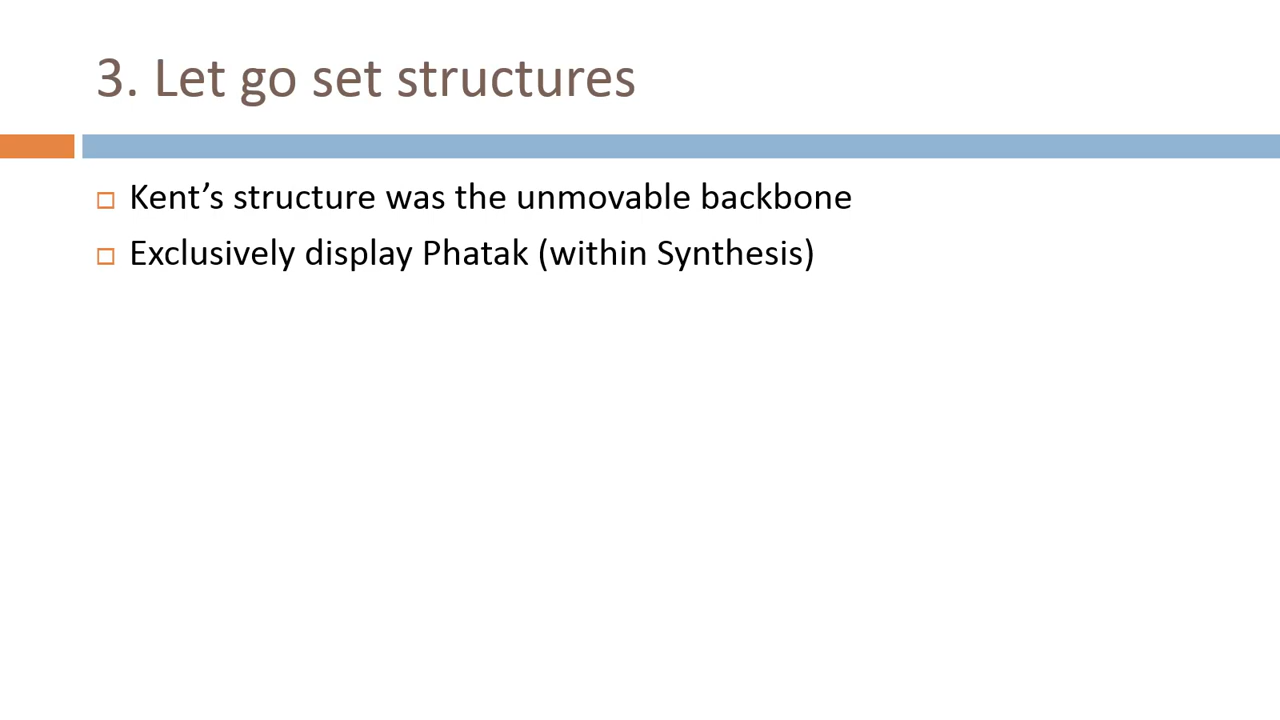 3. Let go set structures
Kent’s structure was the unmovable backbone
Exclusively display Phatak (within Synthesis)